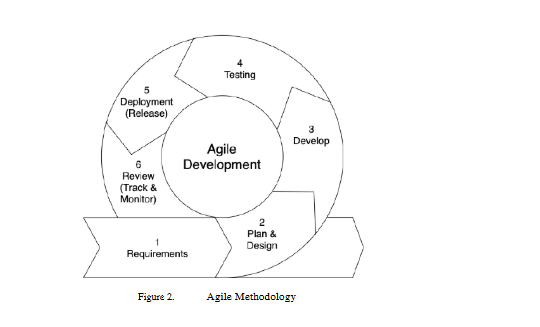 4
Testing
5
Deployment
(Release)
3
Develop
Agile
Development
6
Review
(Track &
Monitor)
2
Plan &
Design
1
Requirements
Figure 2. Agile Methodology